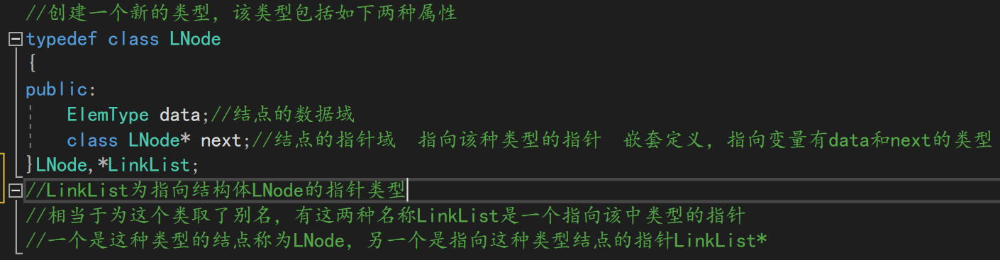 //创建一个新的类型，该类型包括如下两种属性
typedef class LNode
{
public:
ElemType data;//结点的数据域
class LNode* next;//结点的指针域 指向该种类型的指针 嵌套定义，指向变量有data和next的类型
}LNode,*LinkList;
//LinkList为指向结构体LNode的指针类型
//相当于为这个类取了别名，有这两种名称LinkList是一个指向该中类型的指针
//一个是这种类型的结点称为LNode，另一个是指向这种类型结点的指针LinkList*